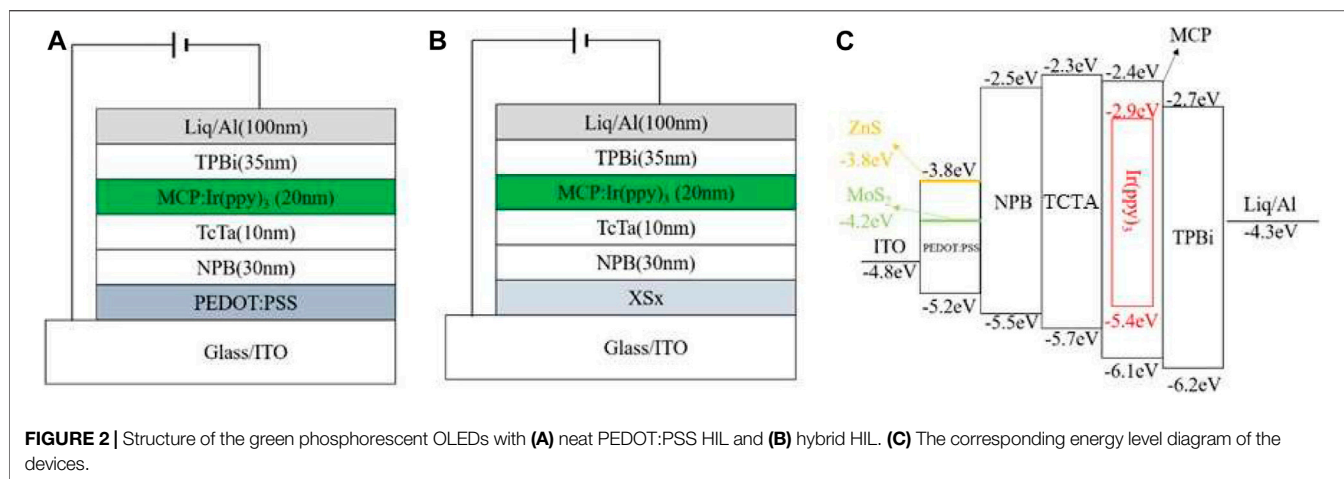 A
Liq/Al(100nm)
TPBi(35nm)
MCP:Ir(ppy)₃ (20nm)
TcTa(10nm)
NPB(30nm)
PEDOT:PSS
Glass/ITO
B
Liq/Al(100nm)
TPBi(35nm)
MCP:Ir(ppy)₃ (20nm)
TcTa(10nm)
NPB(30nm)
XSx
Glass/ITO
C
MCP
-2.3eV
-2.4eV
-2.5eV
-2.7eV
-2.9eV
ZnS
-3.8eV
-3.8eV
MoS₂
-4.2eV
NPB
TCTA
Ir(ppy)₃
TPBi
Liq/Al
-4.3eV
ITO
PEDOT:PSS
-4.8eV
-5.2eV
-5.5eV
-5.4eV
-5.7eV
-6.1eV
-6.2eV
FIGURE 2 | Structure of the green phosphorescent OLEDs with (A) neat PEDOT:PSS HIL and (B) hybrid HIL. (C) The corresponding energy level diagram of the
devices.